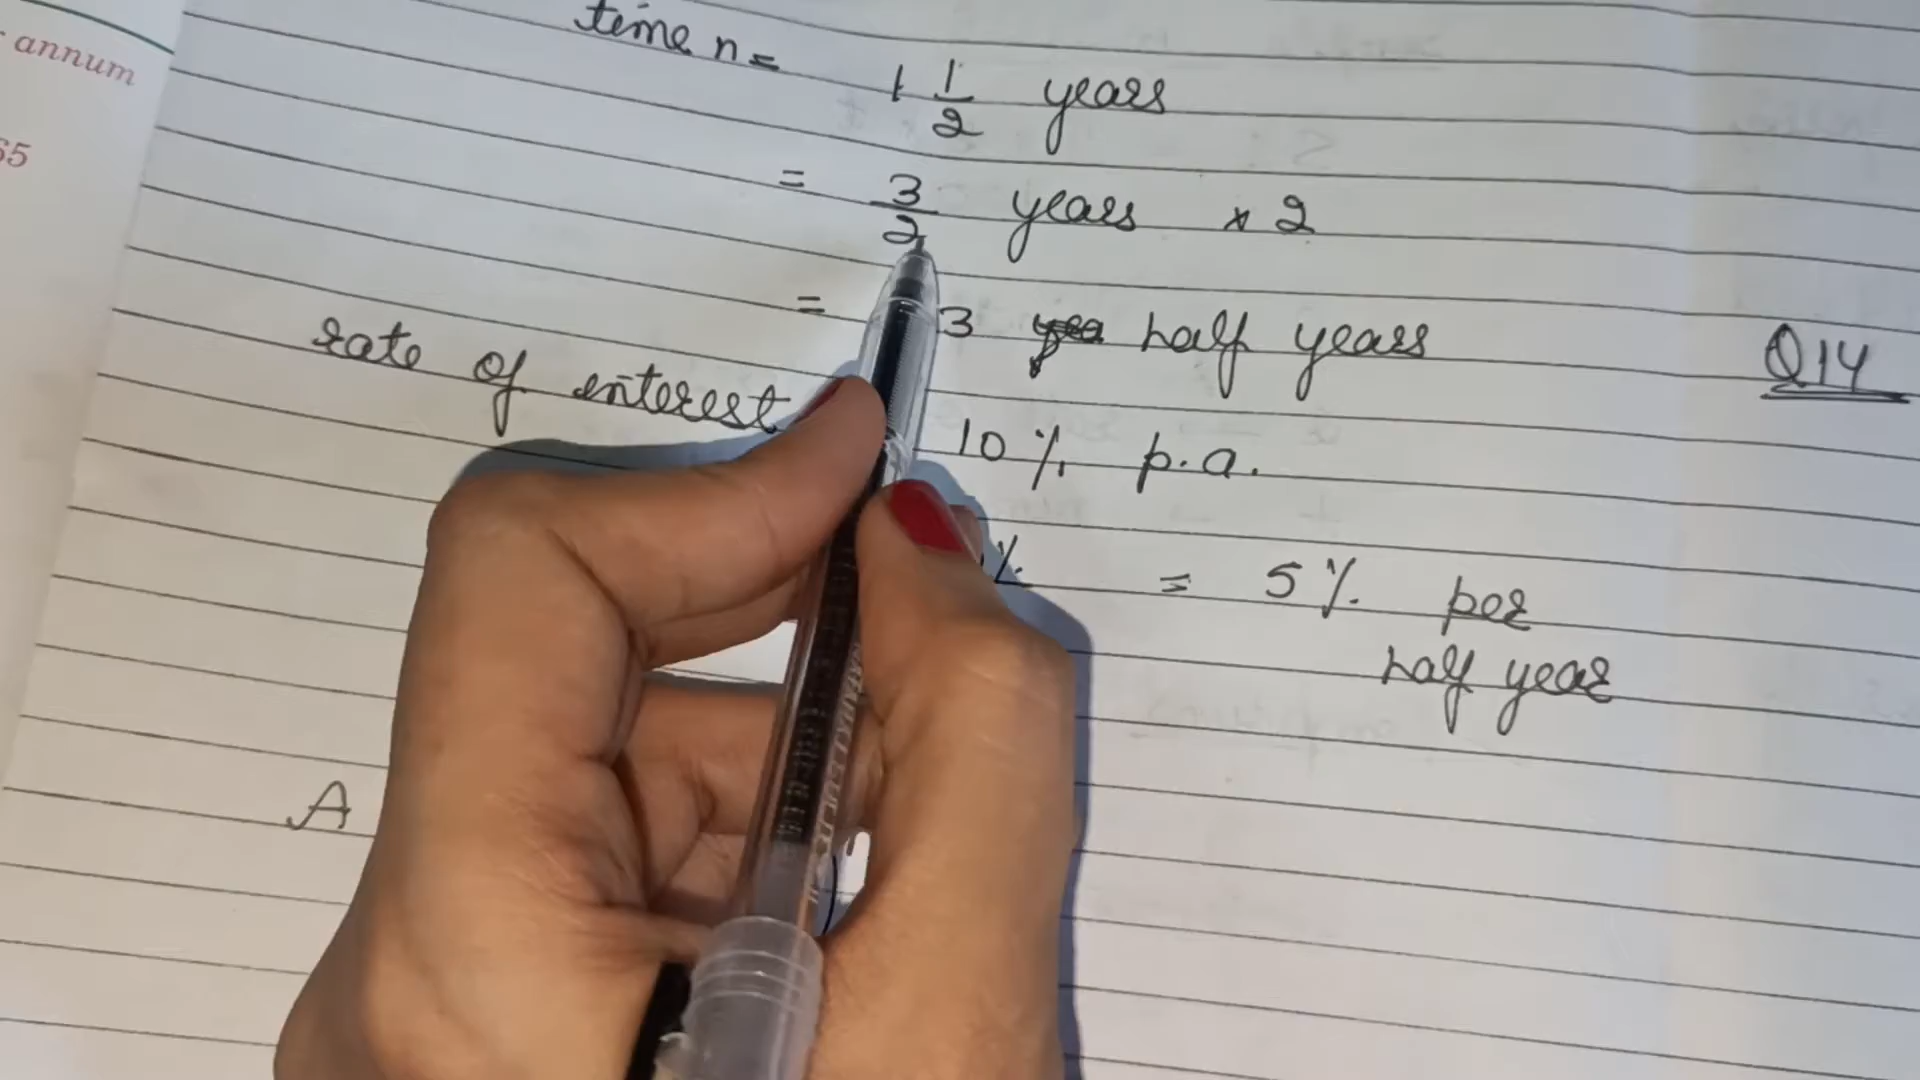 annum
65
time n = 1 1/2 years
= 3/2 years × 2
= 3 half years
Q14
rate of interest 10 % p.a.
% = 5 % per
half year
A